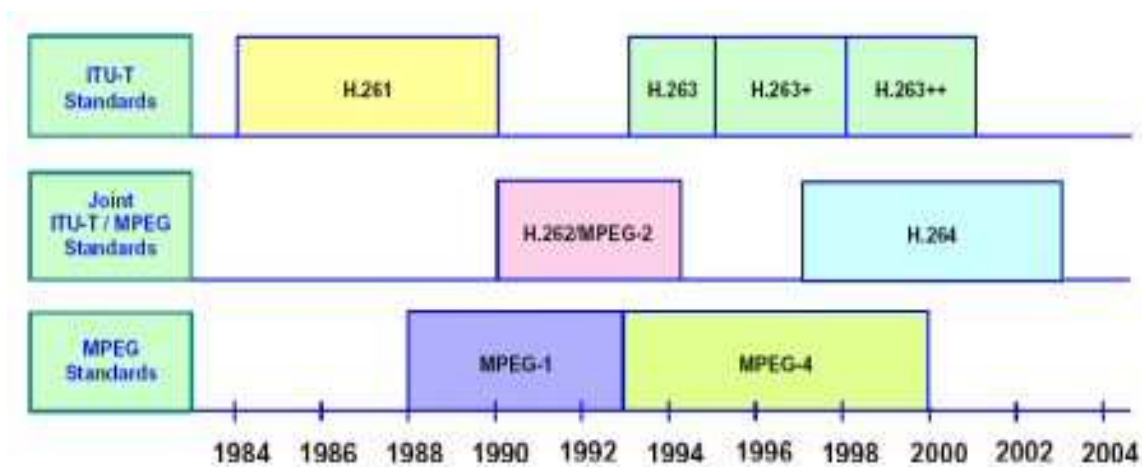 ITU-T
Standards
H.261
H.263
H.263+
H.263++
Joint
ITU-T / MPEG
Standards
H.262/MPEG-2
H.264
MPEG
Standards
MPEG-1
MPEG-4
1984 1986 1988 1990 1992 1994 1996 1998 2000 2002 2004